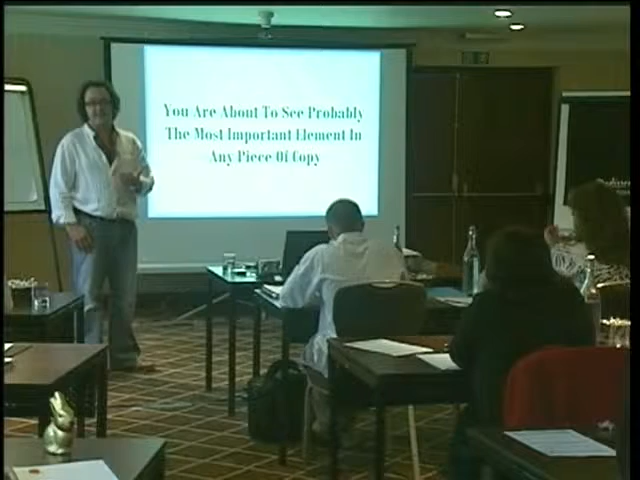 You Are About To See Probably
The Most Important Element In
Any Piece Of Copy